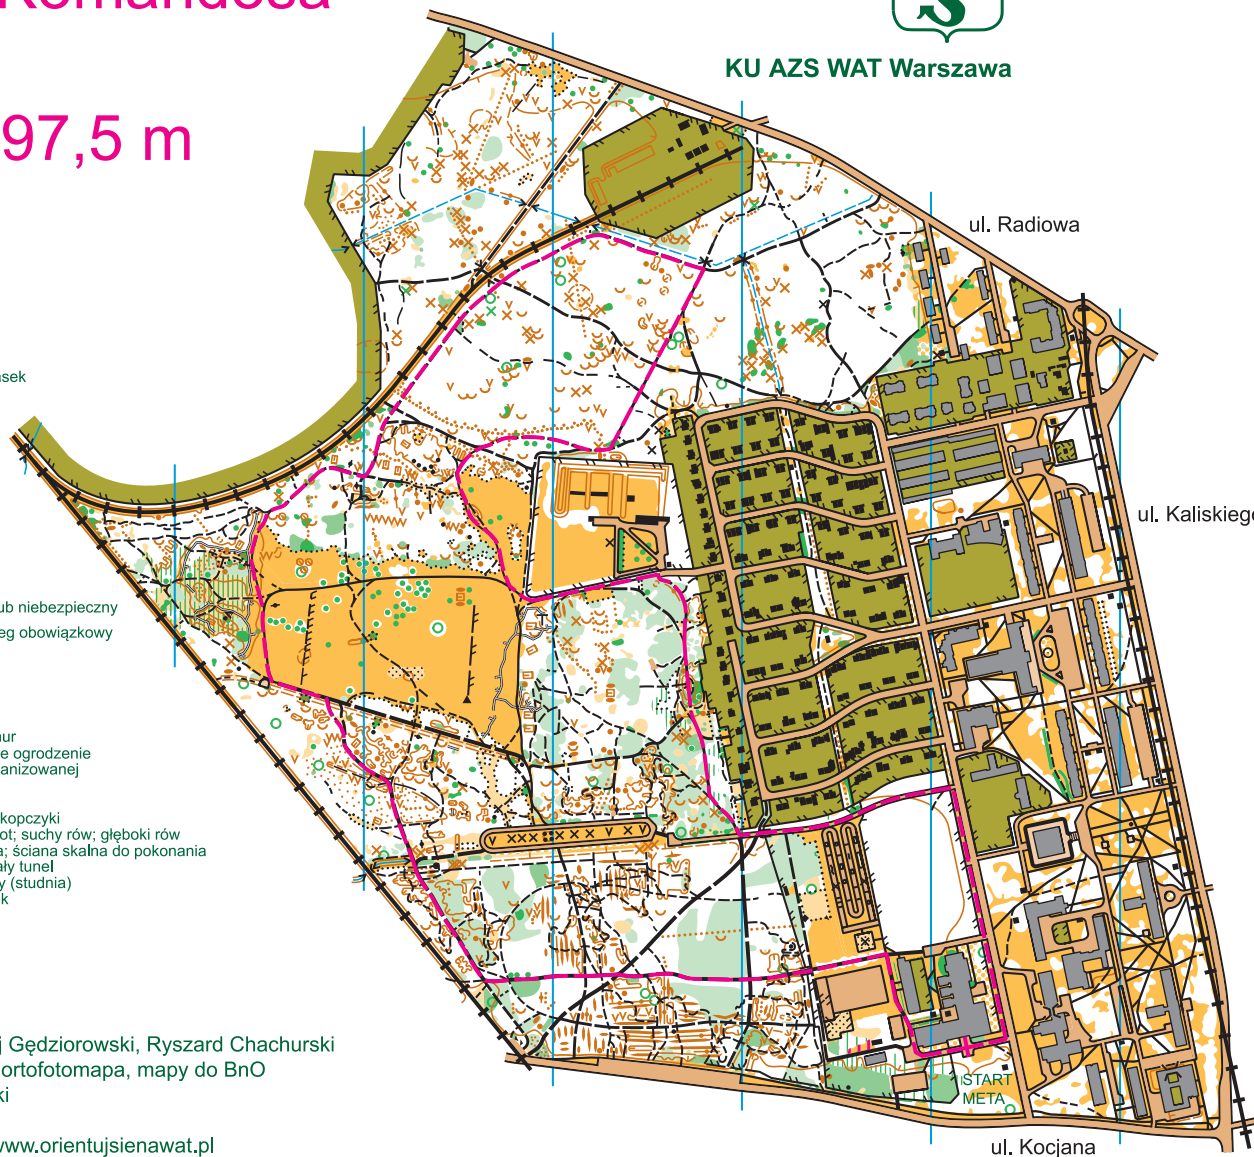 Komandosa
KU AZS WAT Warszawa
97,5 m
ul. Radiowa
ul. Kaliskiego
ub niebezpieczny
eg obowiązkowy
e ogrodzenie
anizowanej
kopczyki
ot; suchy rów; głęboki rów
a; ściana skalna do pokonania
ały tunel
y (studnia)
j Gędziorowski, Ryszard Chachurski
ortofotomapa, mapy do BnO
ki
www.orientujsienawat.pl
START
META
ul. Kocjana